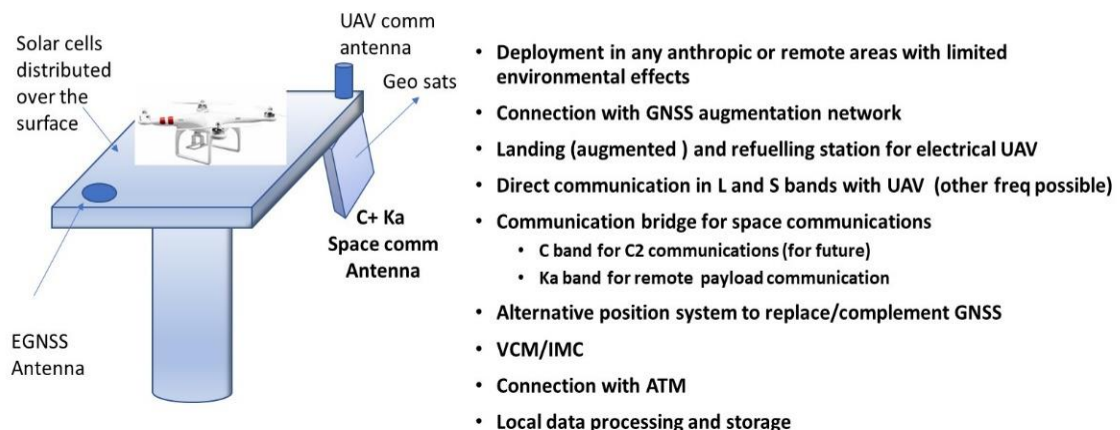 Solar cells
distributed
over the
surface
UAV comm
antenna
Geo sats
C+ Ka
Space comm
Antenna
EGNSS
Antenna
• Deployment in any anthropic or remote areas with limited
environmental effects
• Connection with GNSS augmentation network
• Landing (augmented ) and refuelling station for electrical UAV
• Direct communication in L and S bands with UAV (other freq possible)
• Communication bridge for space communications
• C band for C2 communications (for future)
• Ka band for remote payload communication
• Alternative position system to replace/complement GNSS
• VCM/IMC
• Connection with ATM
• Local data processing and storage